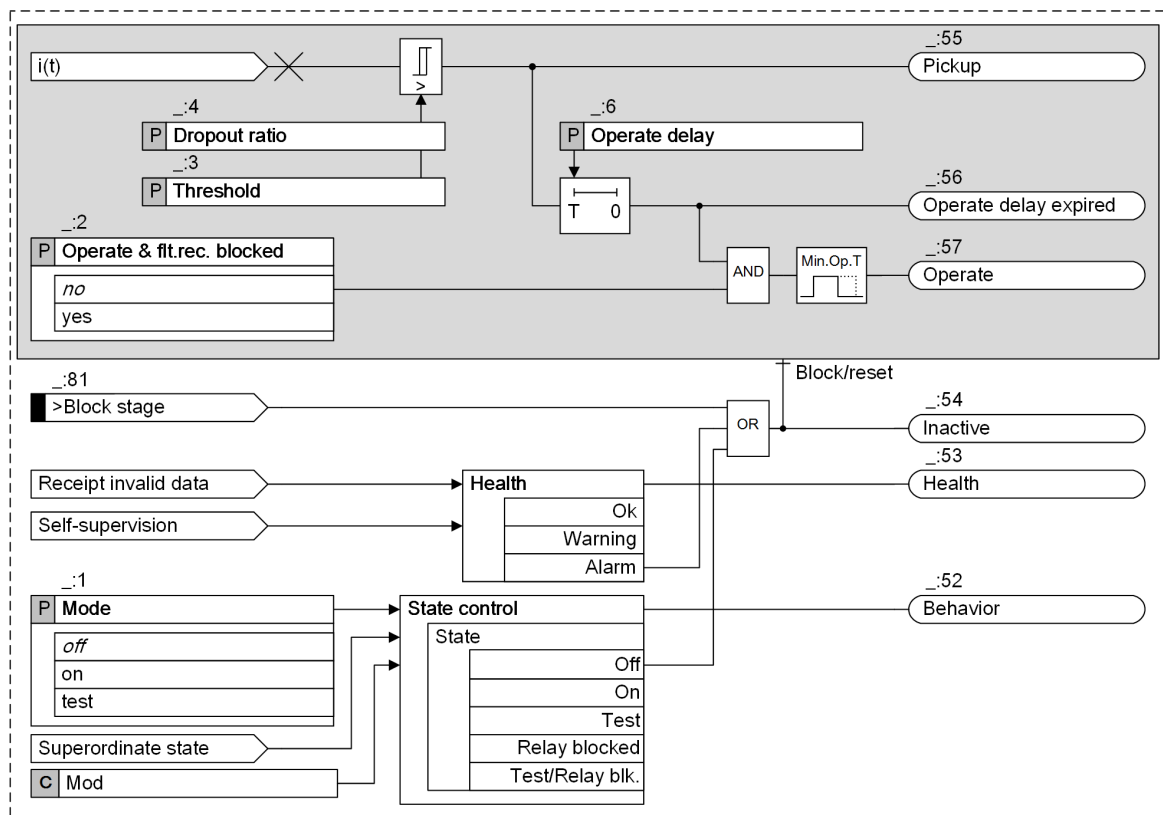 _:55
i(t)
Pickup
>
_:4
P Dropout ratio
_:6
P Operate delay
_:3
P Threshold
T 0
_:56
Operate delay expired
_:2
P Operate & flt.rec. blocked
no
yes
AND
Min.Op.T
_:57
Operate
Block/reset
_:81
>Block stage
OR
_:54
Inactive
_:53
Receipt invalid data
Health
Health
Self-supervision
Ok
Warning
Alarm
_:1
P Mode
off
on
test
State control
State
Off
On
Test
Relay blocked
Test/Relay blk.
_:52
Behavior
Superordinate state
C Mod